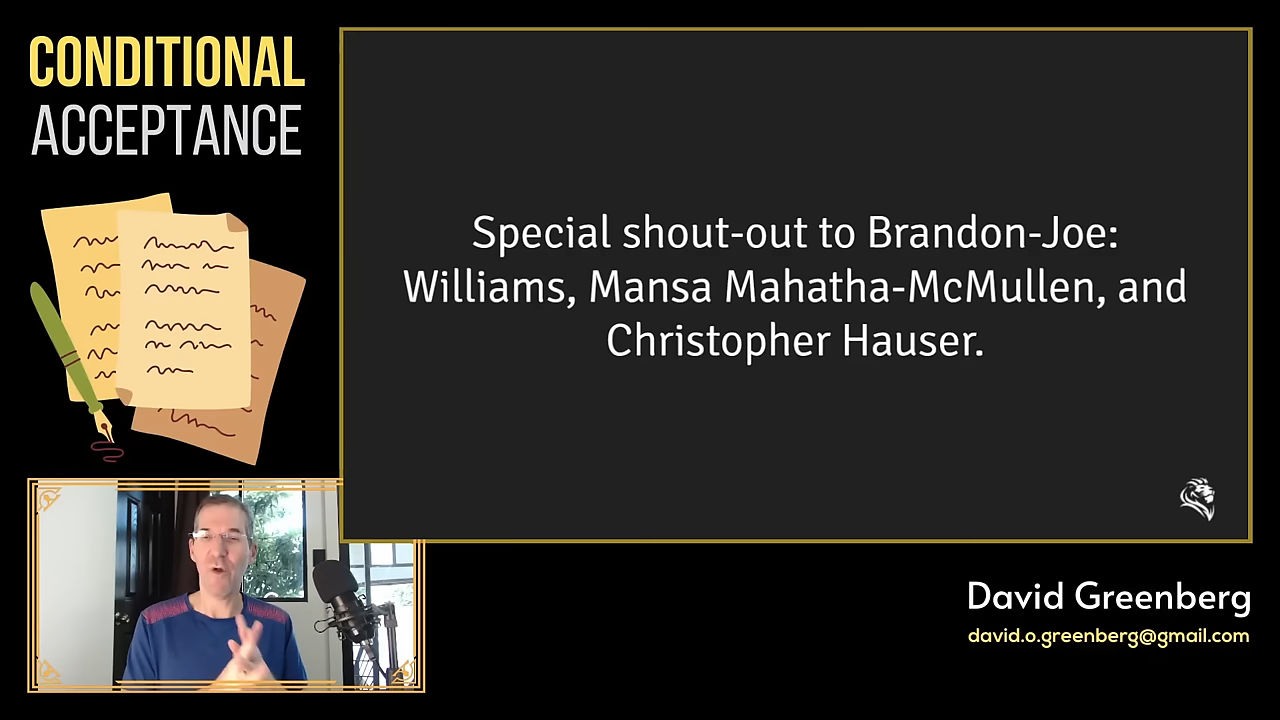 CONDITIONAL
ACCEPTANCE
Special shout-out to Brandon-Joe:
Williams, Mansa Mahatha-McMullen, and
Christopher Hauser.
David Greenberg
david.o.greenberg@gmail.com